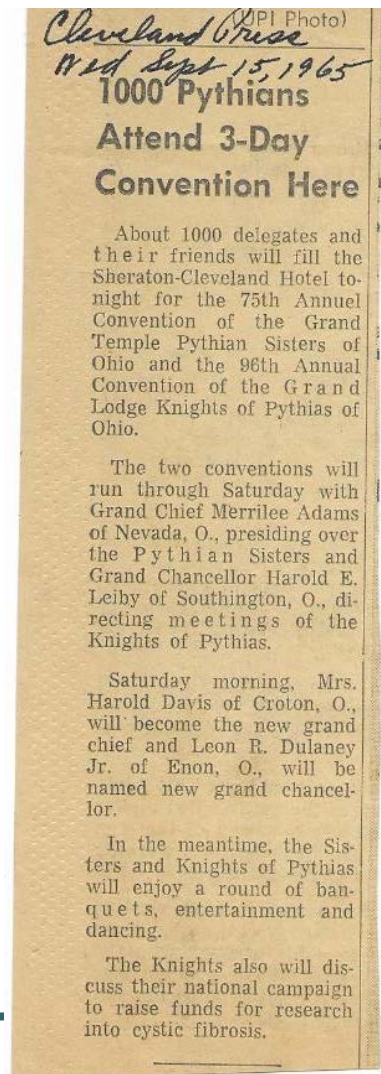 (UPI Photo)
Cleveland Press
Wed Sept 15, 1965
1000 Pythians
Attend 3-Day
Convention Here
About 1000 delegates and
their friends will fill the
Sheraton-Cleveland Hotel to-
night for the 75th Annuel
Convention of the Grand
Temple Pythian Sisters of
Ohio and the 96th Annual
Convention of the Grand
Lodge Knights of Pythias of
Ohio.
The two conventions will
run through Saturday with
Grand Chief Merrilee Adams
of Nevada, O., presiding over
the Pythian Sisters and
Grand Chancellor Harold E.
Leiby of Southington, O., di-
recting meetings of the
Knights of Pythias.
Saturday morning, Mrs.
Harold Davis of Croton, O.,
will become the new grand
chief and Leon R. Dulaney
Jr. of Enon, O., will be
named new grand chancel-
lor.
In the meantime, the Sis-
ters and Knights of Pythias
will enjoy a round of ban-
quets, entertainment and
dancing.
The Knights also will dis-
cuss their national campaign
to raise funds for research
into cystic fibrosis.